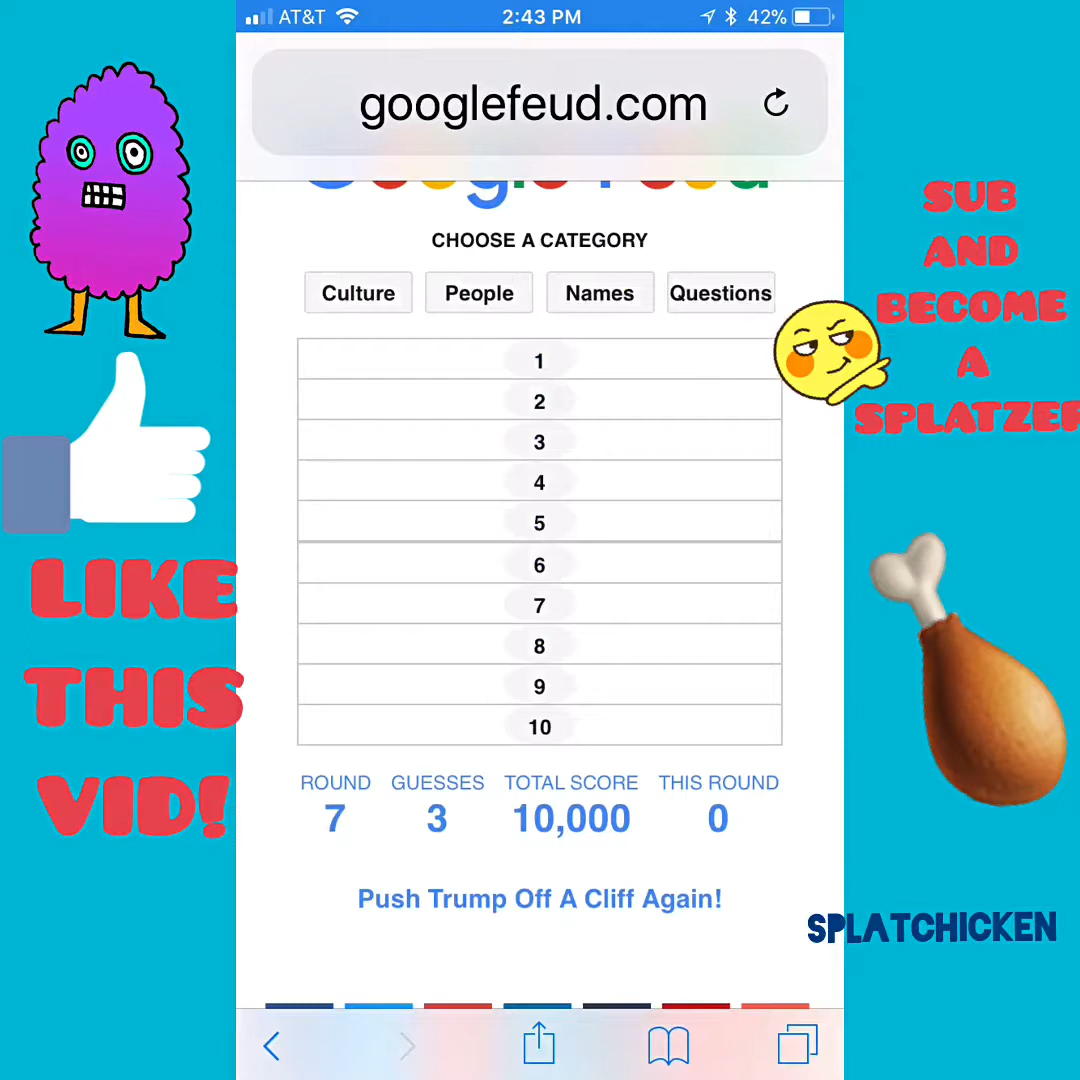 AT&T 2:43 PM 42%
googlefeud.com
CHOOSE A CATEGORY
Culture People Names Questions
1
2
3
4
5
6
7
8
9
10
ROUND GUESSES TOTAL SCORE THIS ROUND
7 3 10,000 0
Push Trump Off A Cliff Again!
LIKE
THIS
VID!
SUB
AND
BECOME
A
SPLATZER
SPLATCHICKEN